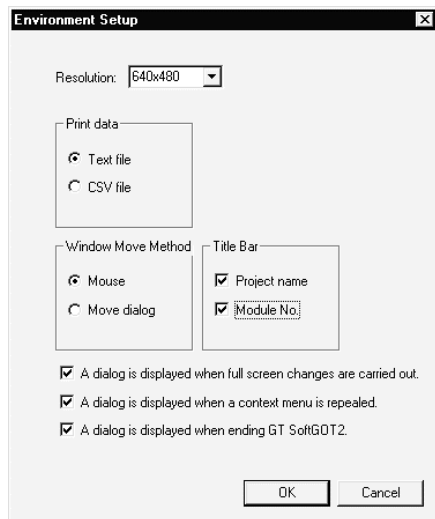 Environment Setup
Resolution: 640x480
Print data
Text file
CSV file
Window Move Method
Mouse
Move dialog
Title Bar
Project name
Module No.
A dialog is displayed when full screen changes are carried out.
A dialog is displayed when a context menu is repealed.
A dialog is displayed when ending GT SoftGOT2.
OK Cancel